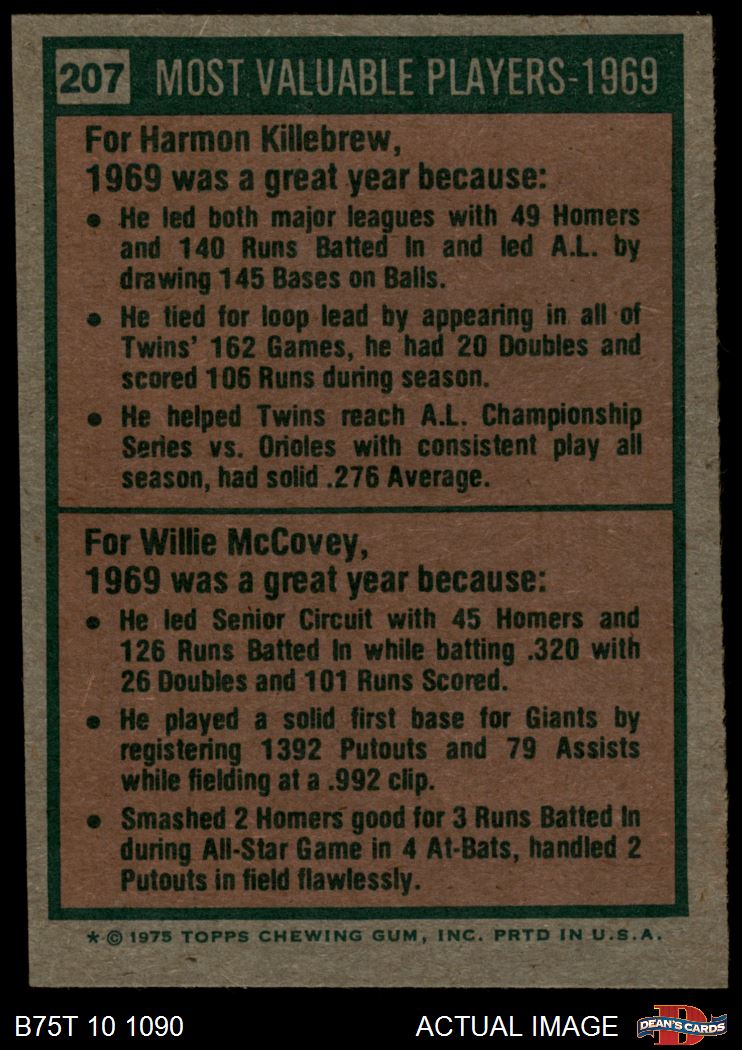 207 MOST VALUABLE PLAYERS-1969
For Harmon Killebrew,
1969 was a great year because:
• He led both major leagues with 49 Homers
and 140 Runs Batted In and led A.L. by
drawing 145 Bases on Balls.
• He tied for loop lead by appearing in all of
Twins' 162 Games, he had 20 Doubles and
scored 106 Runs during season.
• He helped Twins reach A.L. Championship
Series vs. Orioles with consistent play all
season, had solid .276 Average.
For Willie McCovey,
1969 was a great year because:
• He led Senior Circuit with 45 Homers and
126 Runs Batted In while batting .320 with
26 Doubles and 101 Runs Scored.
• He played a solid first base for Giants by
registering 1392 Putouts and 79 Assists
while fielding at a .992 clip.
• Smashed 2 Homers good for 3 Runs Batted In
during All-Star Game in 4 At-Bats, handled 2
Putouts in field flawlessly.
* © 1975 TOPPS CHEWING GUM, INC. PRTD IN U.S.A.
B75T 10 1090 ACTUAL IMAGE D DEAN'S CARDS